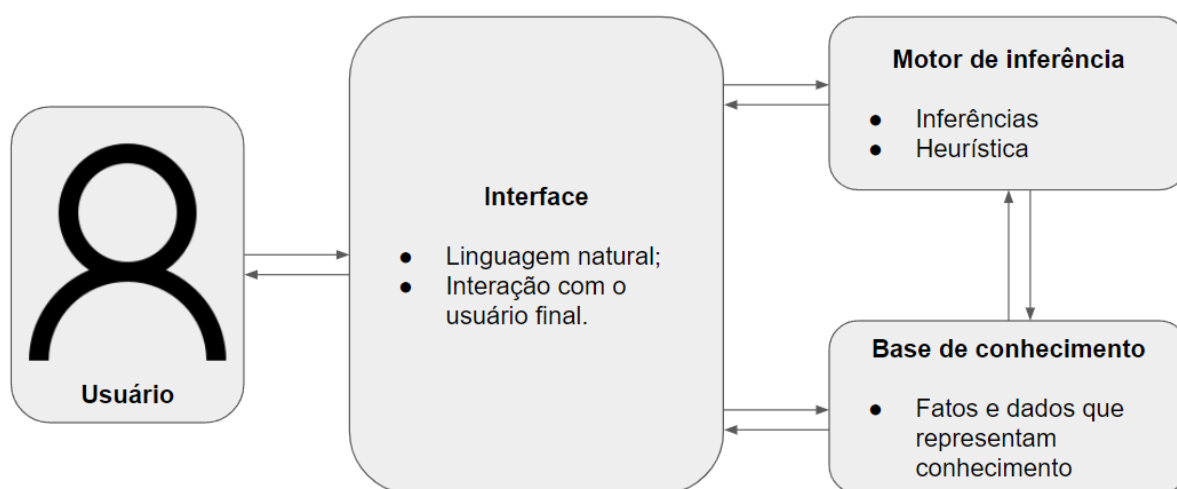 Usuário
Interface
● Linguagem natural;
● Interação com o
usuário final.
Motor de inferência
● Inferências
● Heurística
Base de conhecimento
● Fatos e dados que
representam
conhecimento